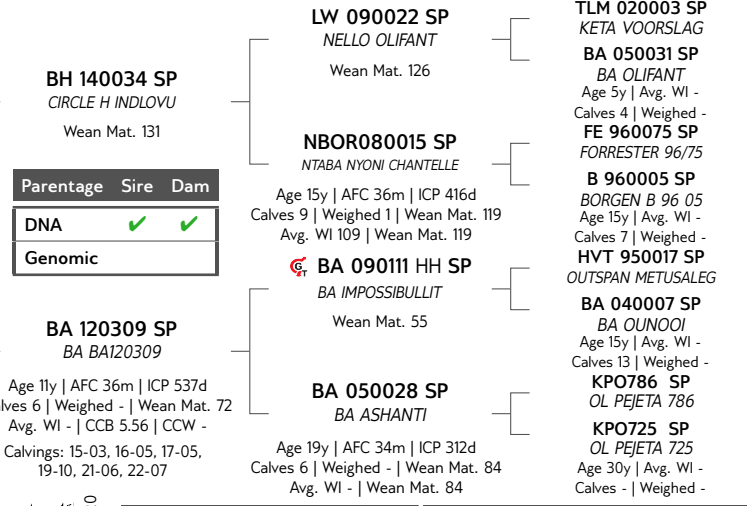 LW 090022 SP
NELLO OLIFANT
Wean Mat. 126
TLM 020003 SP
KETA VOORSLAG
BA 050031 SP
BA OLIFANT
Age 5y | Avg. WI -
Calves 4 | Weighed -
BH 140034 SP
CIRCLE H INDLOVU
Wean Mat. 131
NBOR080015 SP
NTABA NYONI CHANTELLE
Age 15y | AFC 36m | ICP 416d
Calves 9 | Weighed 1 | Wean Mat. 119
Avg. WI 109 | Wean Mat. 119
FE 960075 SP
FORRESTER 96/75
B 960005 SP
BORGEN B 96 05
Age 15y | Avg. WI -
Calves 7 | Weighed -
Parentage Sire Dam
DNA ✔ ✔
Genomic
GT BA 090111 HH SP
BA IMPOSSIBULLIT
Wean Mat. 55
HVT 950017 SP
OUTSPAN METUSALEG
BA 040007 SP
BA OUNOOI
Age 15y | Avg. WI -
Calves 13 | Weighed -
BA 120309 SP
BA BA120309
Age 11y | AFC 36m | ICP 537d
lves 6 | Weighed - | Wean Mat. 72
Avg. WI - | CCB 5.56 | CCW -
Calvings: 15-03, 16-05, 17-05,
19-10, 21-06, 22-07
BA 050028 SP
BA ASHANTI
Age 19y | AFC 34m | ICP 312d
Calves 6 | Weighed - | Wean Mat. 84
Avg. WI - | Wean Mat. 84
KPO786 SP
OL PEJETA 786
KPO725 SP
OL PEJETA 725
Age 30y | Avg. WI -
Calves - | Weighed -